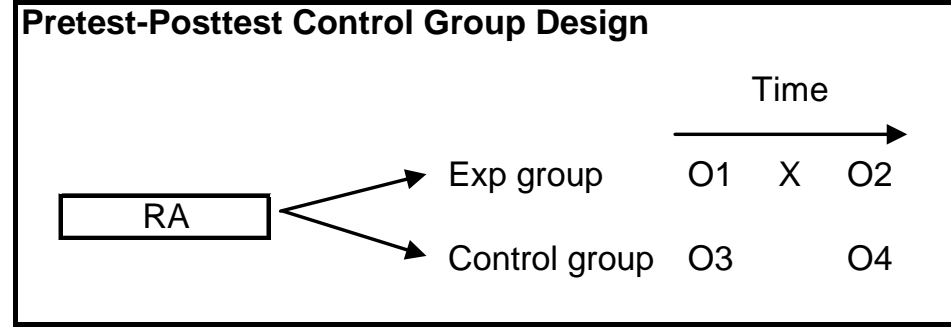 Pretest-Posttest Control Group Design
Time
Exp group O1 X O2
RA
Control group O3 O4